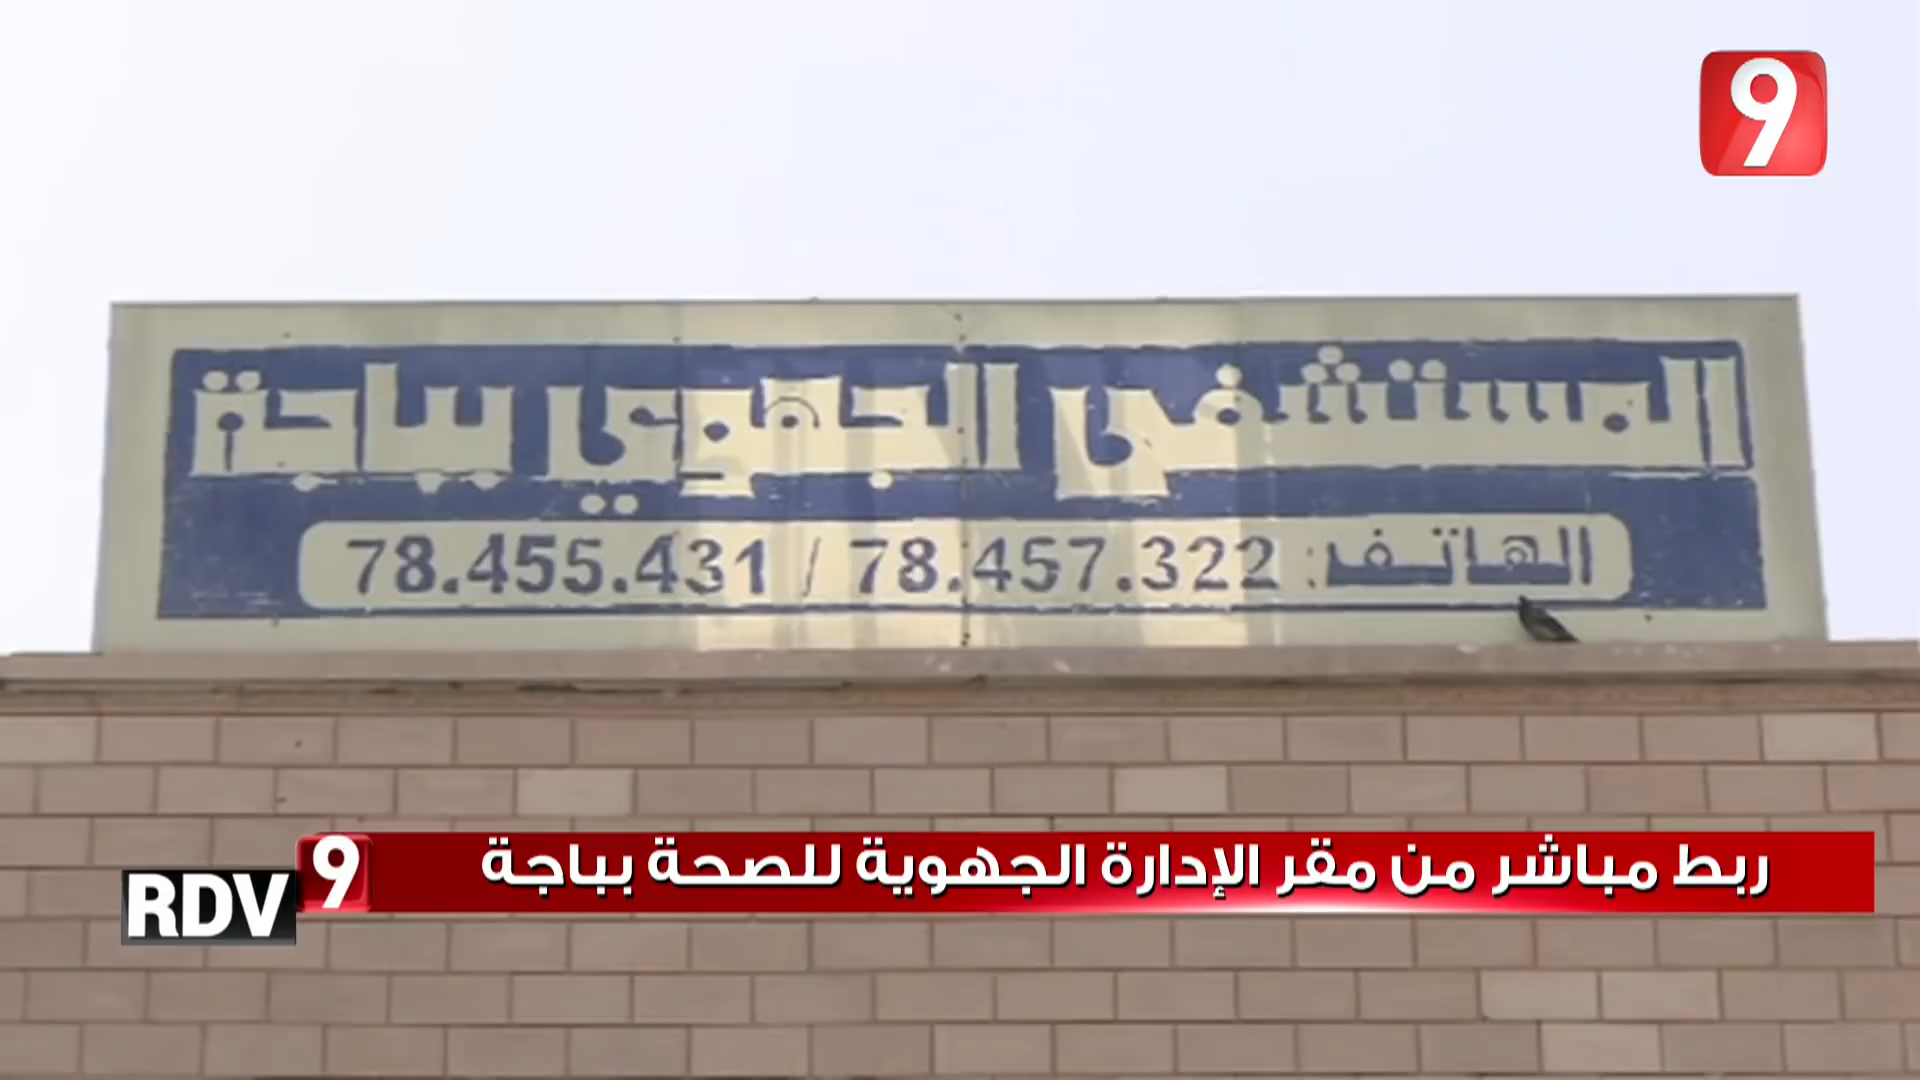 9
المستشفى الجهوي بباجة
الهاتف: 78.457.322 / 78.455.431
ربط مباشر من مقر الإدارة الجهوية للصحة بباجة
RDV 9